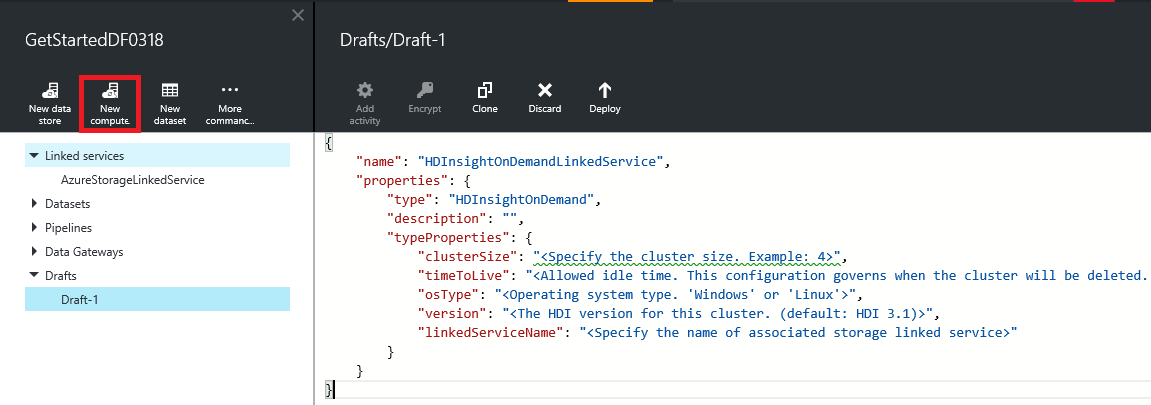 GetStartedDF0318
New data store
New compute.
New dataset
More commanc...
Linked services
AzureStorageLinkedService
Datasets
Pipelines
Data Gateways
Drafts
Draft-1
Drafts/Draft-1
Add activity
Encrypt
Clone
Discard
Deploy
{
"name": "HDInsightOnDemandLinkedService",
"properties": {
"type": "HDInsightOnDemand",
"description": "",
"typeProperties": {
"clusterSize": "<Specify the cluster size. Example: 4>",
"timeToLive": "<Allowed idle time. This configuration governs when the cluster will be deleted.
"osType": "<Operating system type. 'Windows' or 'Linux'>",
"version": "<The HDI version for this cluster. (default: HDI 3.1)>",
"linkedServiceName": "<Specify the name of associated storage linked service>"
}
}
}